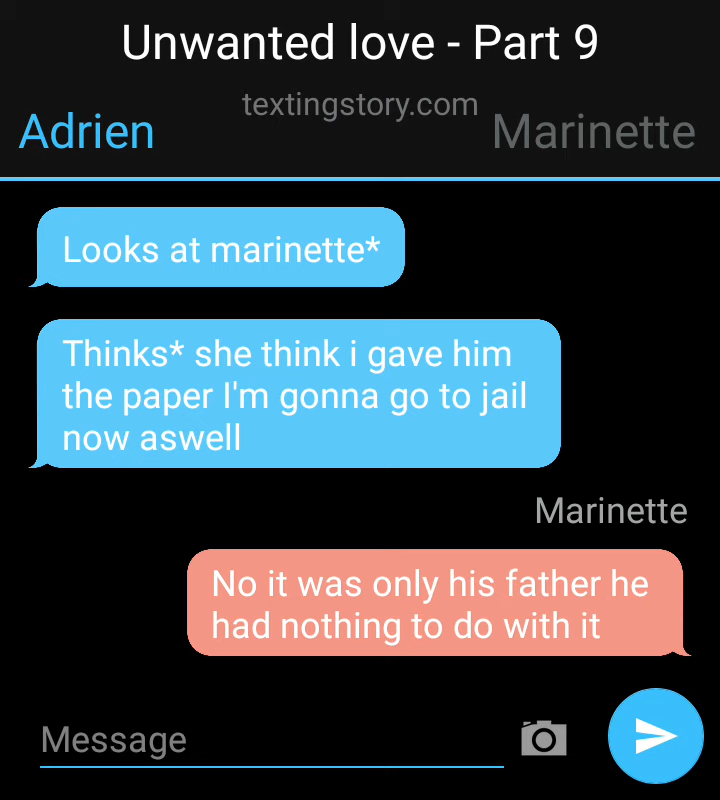 Unwanted love - Part 9
textingstory.com
Adrien
Marinette
Looks at marinette*
Thinks* she think i gave him
the paper I'm gonna go to jail
now aswell
Marinette
No it was only his father he
had nothing to do with it
Message